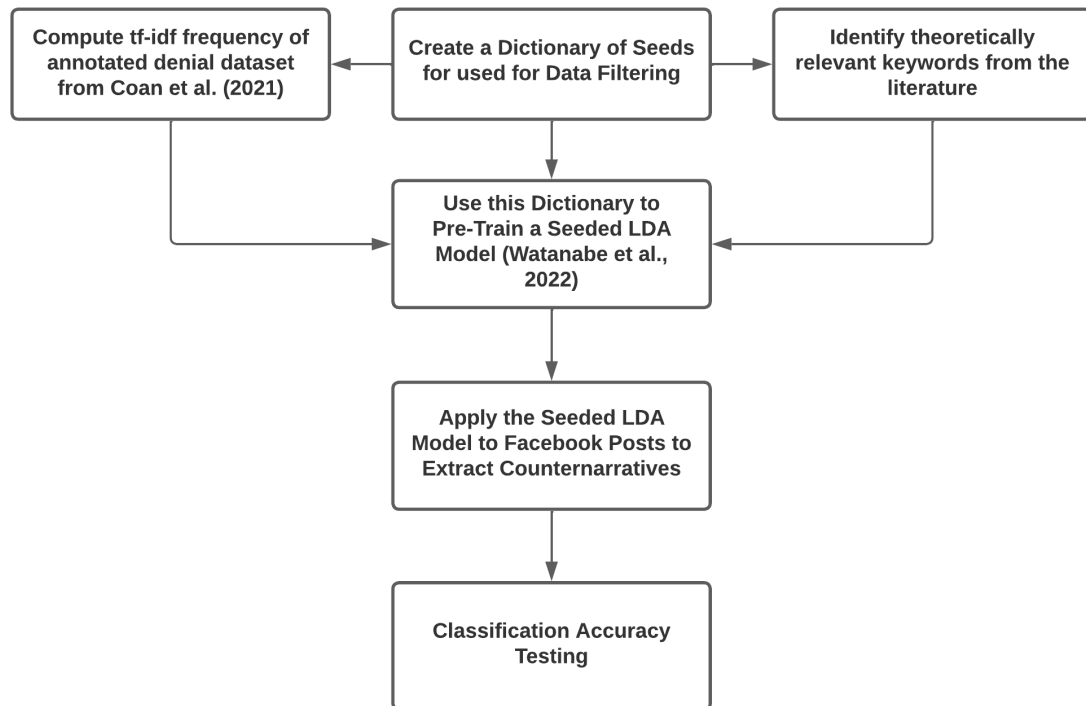 Compute tf-idf frequency of
annotated denial dataset
from Coan et al. (2021)
Create a Dictionary of Seeds
for used for Data Filtering
Identify theoretically
relevant keywords from the
literature
Use this Dictionary to
Pre-Train a Seeded LDA
Model (Watanabe et al.,
2022)
Apply the Seeded LDA
Model to Facebook Posts to
Extract Counternarratives
Classification Accuracy
Testing